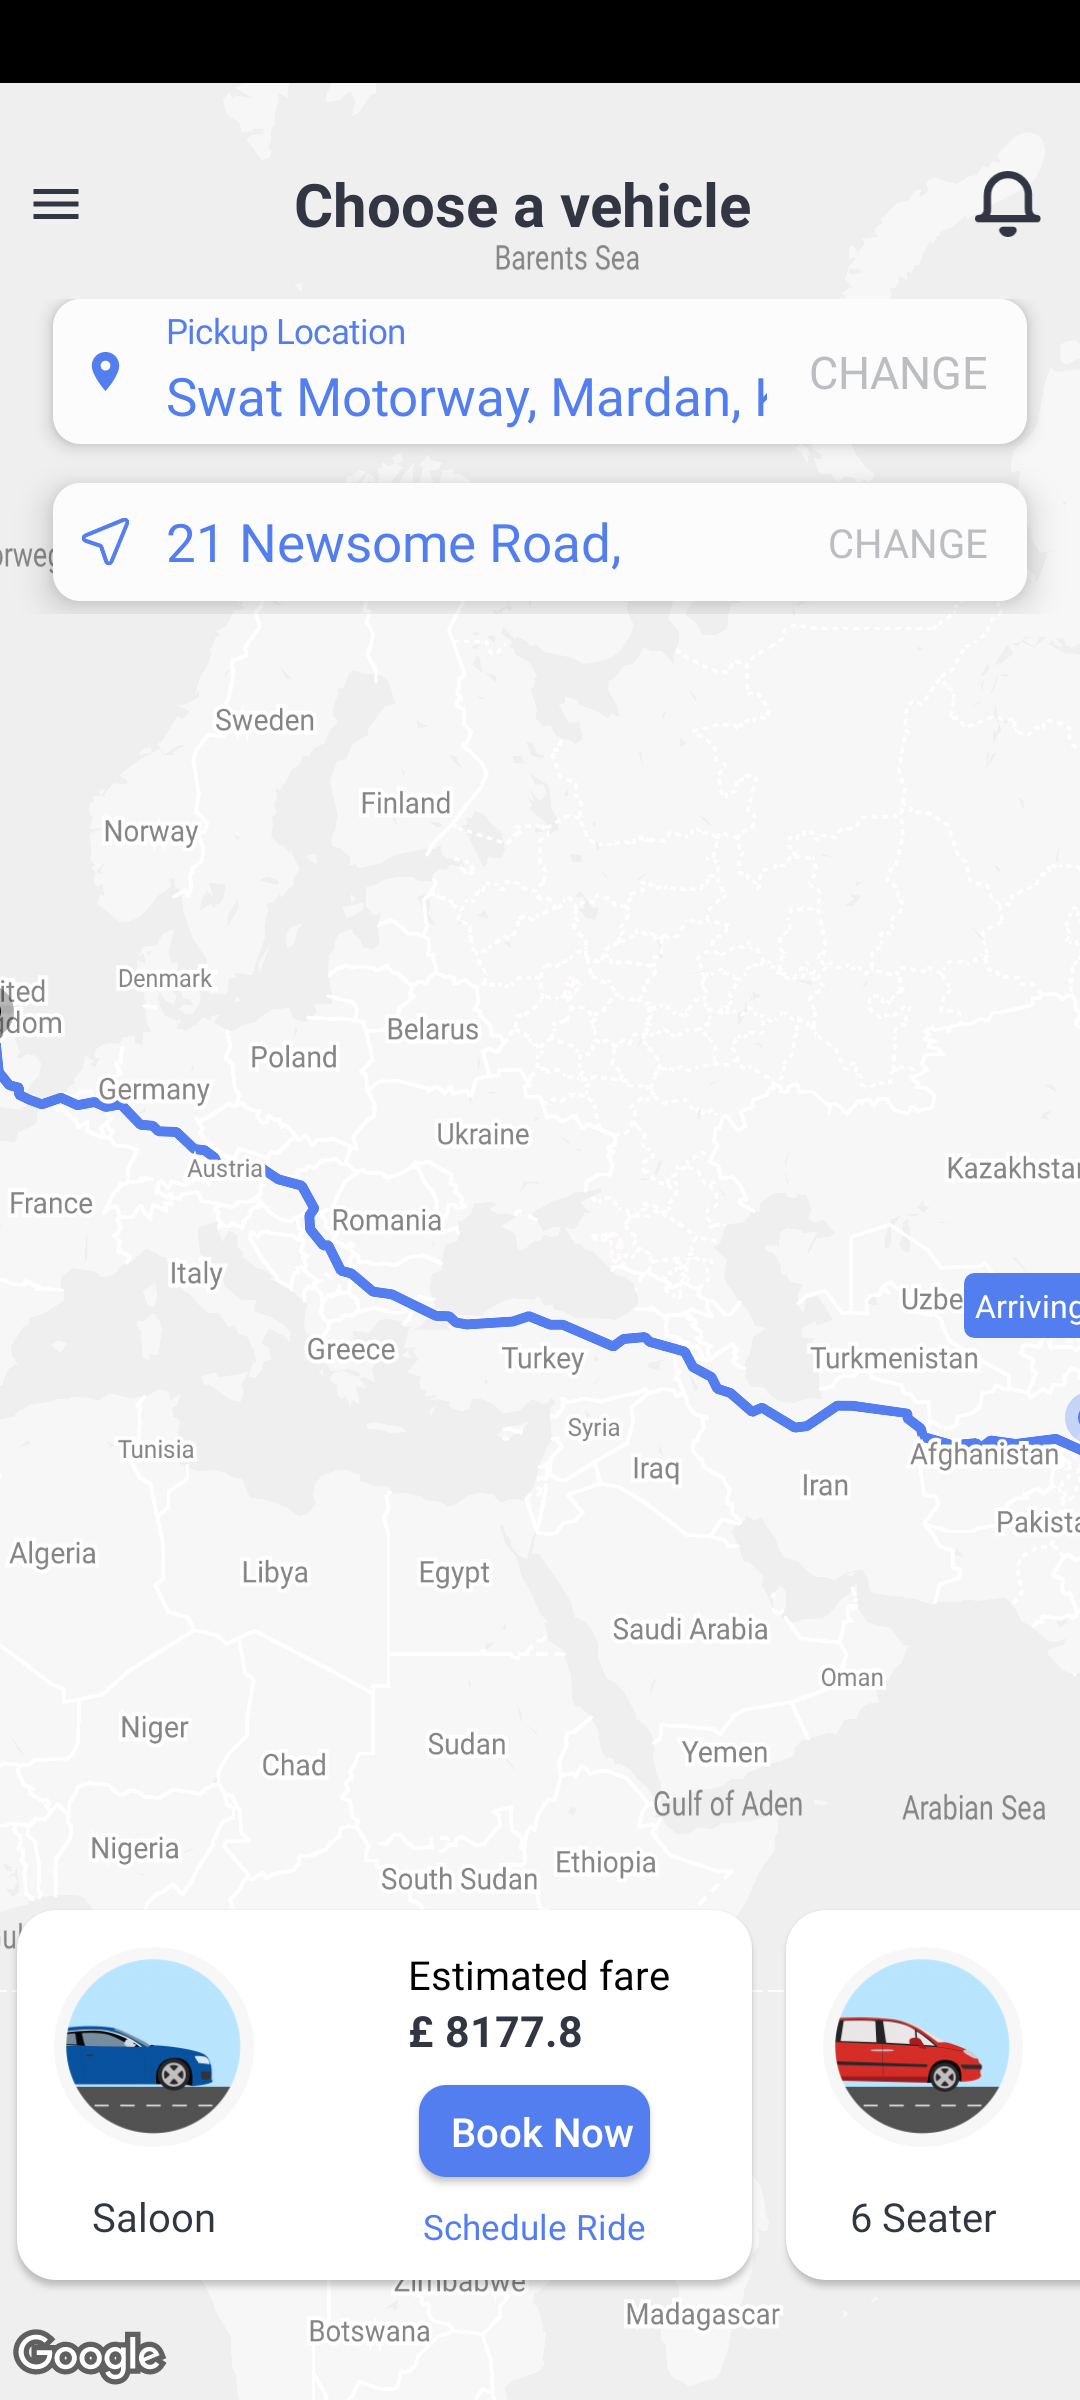 Choose a vehicle
Barents Sea
Pickup Location
Swat Motorway, Mardan,
CHANGE
21 Newsome Road,
CHANGE
Sweden
Finland
Norway
Denmark
Belarus
Poland
Germany
Ukraine
Austria
Kazakhstan
France
Romania
Italy
Arriving
Greece
Turkey
Turkmenistan
Syria
Tunisia
Afghanistan
Iraq
Iran
Algeria
Libya
Egypt
Saudi Arabia
Oman
Niger
Sudan
Chad
Yemen
Gulf of Aden
Arabian Sea
Nigeria
Ethiopia
South Sudan
Estimated fare
£ 8177.8
Book Now
Saloon
Schedule Ride
6 Seater
Zimbabwe
Madagascar
Botswana
Google